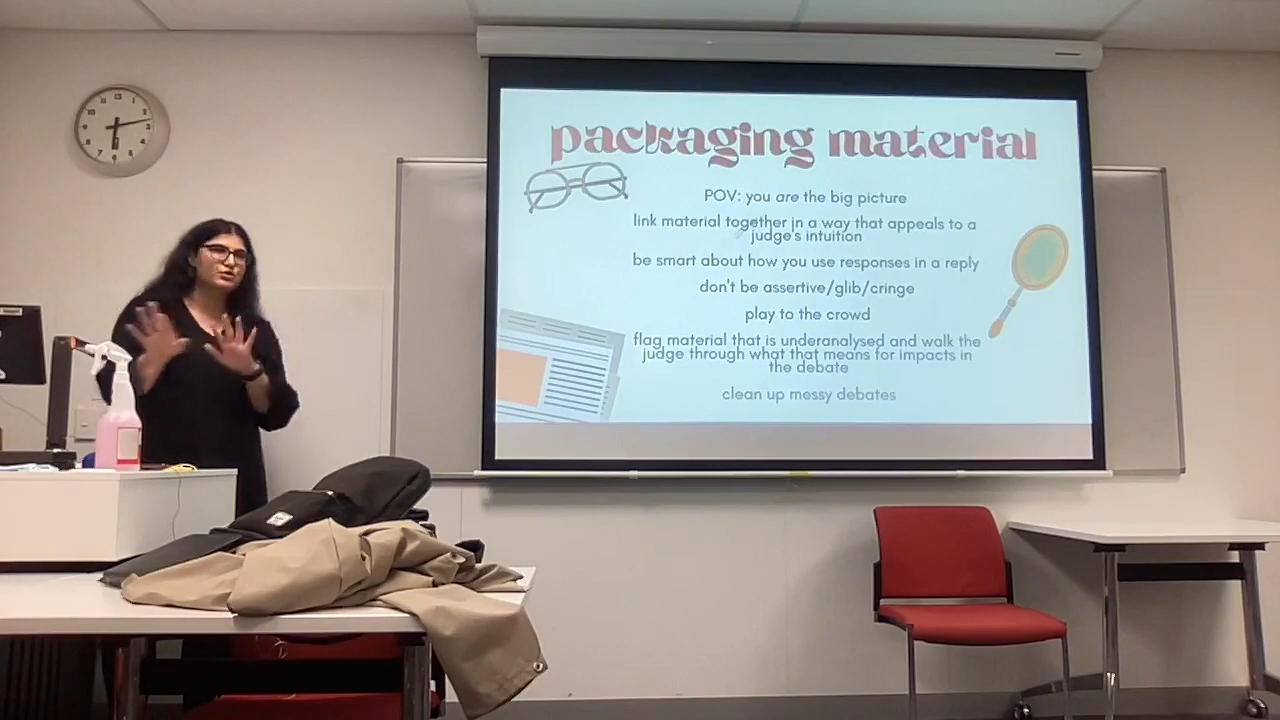 packaging material
POV: you are the big picture
link material together in a way that appeals to a
judge's intuition
be smart about how you use responses in a reply
don't be assertive/glib/cringe
play to the crowd
flag material that is underanalysed and walk the
judge through what that means for impacts in
the debate
clean up messy debates